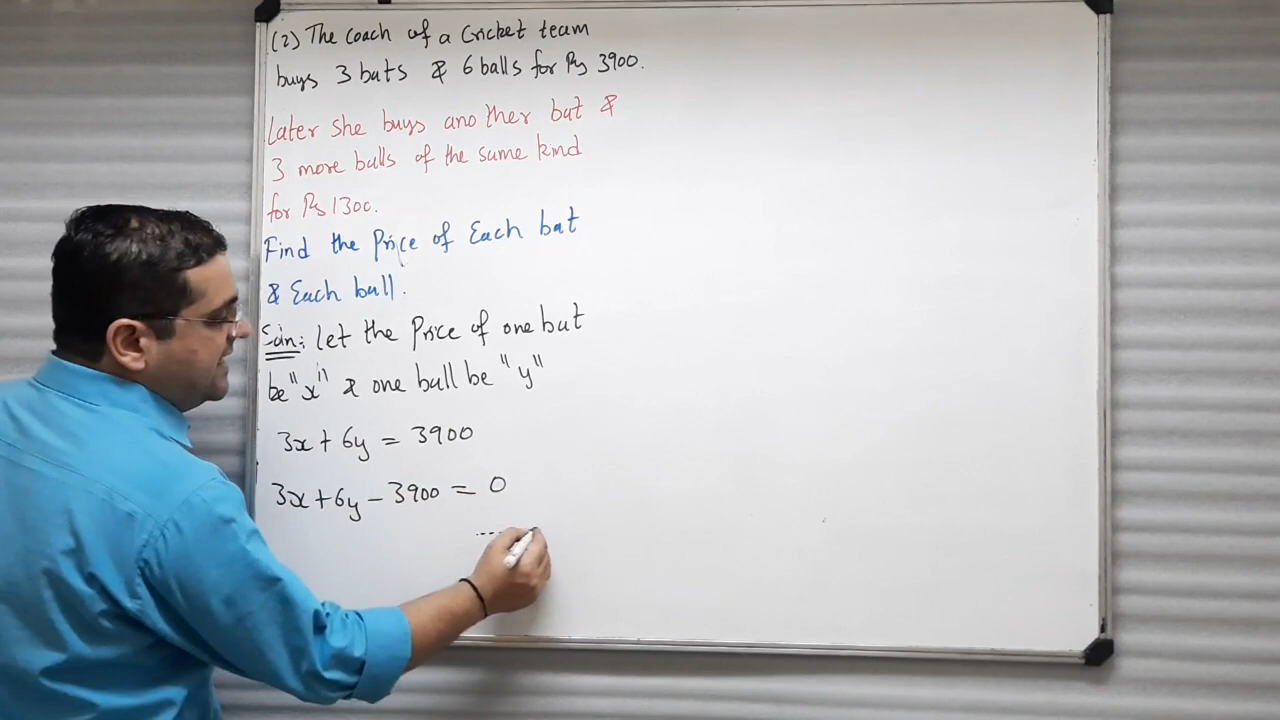 (2) The coach of a Cricket team
buys 3 bats & 6 balls for Rs 3900.
Later she buys another bat &
3 more balls of the same kind
for Rs 1300.
Find the Price of Each bat
& Each ball.
Soln: Let the Price of one bat
be "x" & one ball be "y"
3x + 6y = 3900
3x + 6y - 3900 = 0